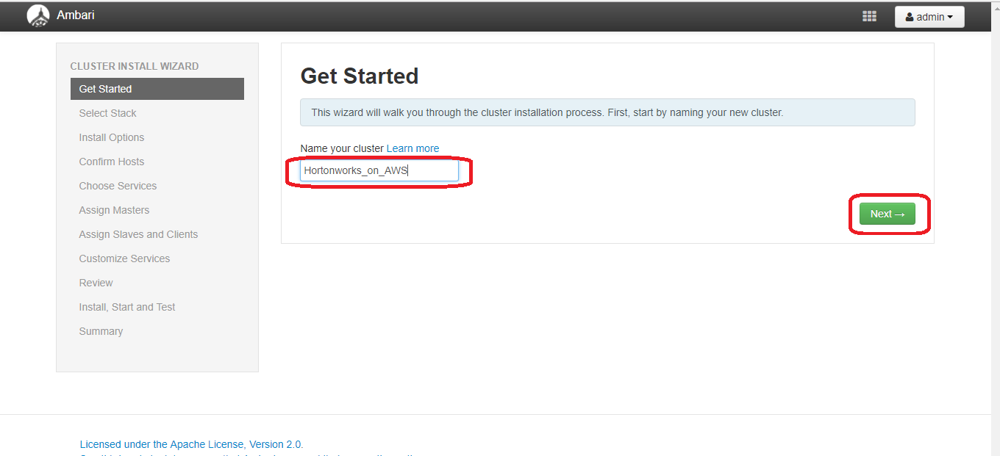 Ambari
admin
CLUSTER INSTALL WIZARD
Get Started
Select Stack
Install Options
Confirm Hosts
Choose Services
Assign Masters
Assign Slaves and Clients
Customize Services
Review
Install, Start and Test
Summary
Get Started
This wizard will walk you through the cluster installation process. First, start by naming your new cluster.
Name your cluster Learn more
Hortonworks_on_AWS
Next →
Licensed under the Apache License, Version 2.0.